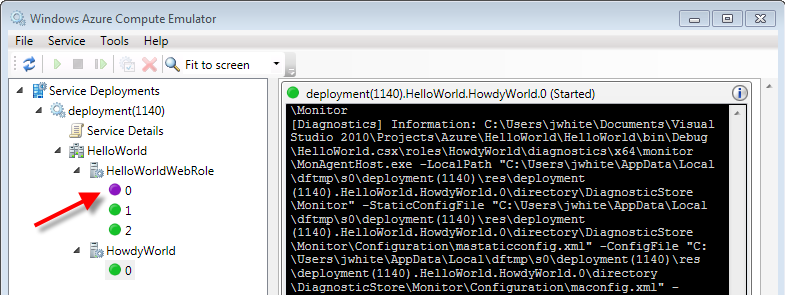 Windows Azure Compute Emulator
File Service Tools Help
Fit to screen
Service Deployments
deployment(1140)
Service Details
HelloWorld
HelloWorldWebRole
0
1
2
HowdyWorld
0
deployment(1140).HelloWorld.HowdyWorld.0 (Started)
\Monitor
[Diagnostics] Information: C:\Users\jwhite\Documents\Visual
Studio 2010\Projects\Azure\HelloWorld\HelloWorld\bin\Debug
\HelloWorld.csx\roles\HowdyWorld\diagnostics\x64\monitor
\MonAgentHost.exe -LocalPath "C:\Users\jwhite\AppData\Local
\dftmp\s0\deployment(1140)\res\deployment
(1140).HelloWorld.HowdyWorld.0\directory\DiagnosticStore
\Monitor" -StaticConfigFile "C:\Users\jwhite\AppData\Local
\dftmp\s0\deployment(1140)\res\deployment
(1140).HelloWorld.HowdyWorld.0\directory\DiagnosticStore
\Monitor\Configuration\mastaticconfig.xml" -ConfigFile "C:
\Users\jwhite\AppData\Local\dftmp\s0\deployment(1140)\res
\deployment(1140).HelloWorld.HowdyWorld.0\directory
\DiagnosticStore\Monitor\Configuration\maconfig.xml" -